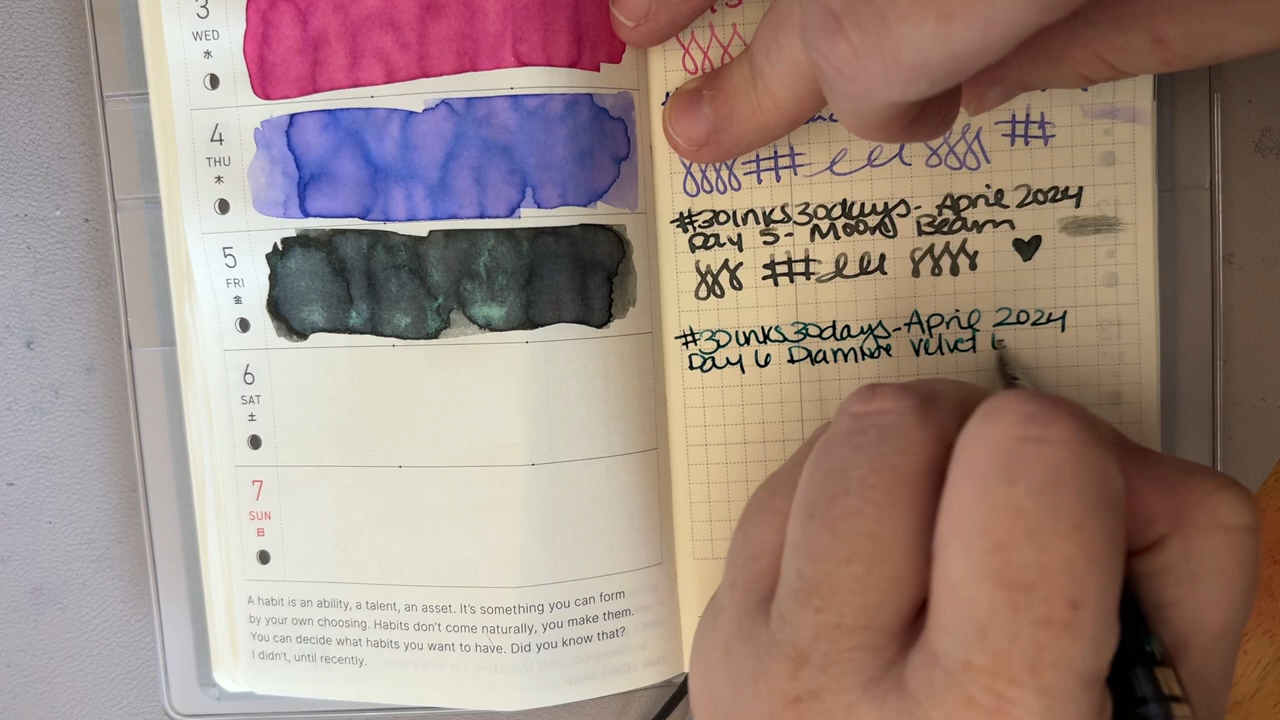 3
WED
水
4
THU
木
5
FRI
金
6
SAT
土
7
SUN
日
A habit is an ability, a talent, an asset. It's something you can form
by your own choosing. Habits don't come naturally, you make them.
You can decide what habits you want to have. Did you know that?
I didn't, until recently.
#30inks30days- April 2024
Day 5- Moon Beam
#30inks30days-April 2024
Day 6 Diamine Velvet E